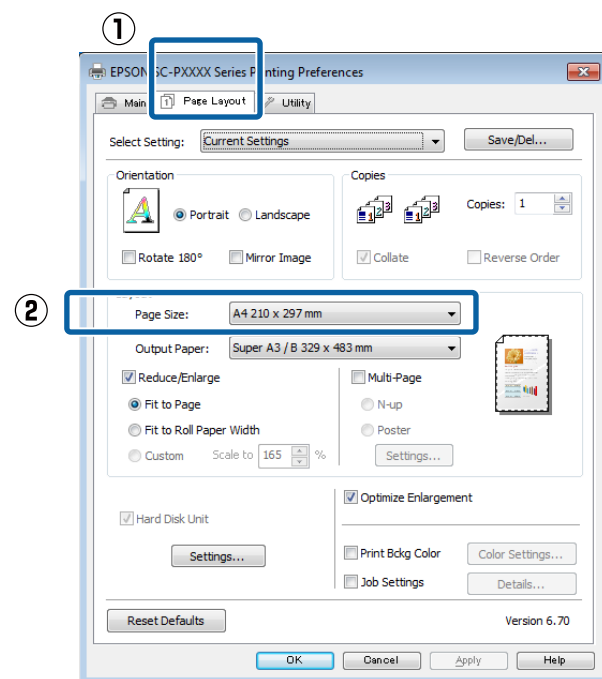 ①
EPSON SC-PXXXX Series Printing Preferences
Main Page Layout Utility
Select Setting: Current Settings Save/Del...
Orientation Copies
Portrait Landscape Copies: 1
Rotate 180° Mirror Image Collate Reverse Order
②
Page Size: A4 210 x 297 mm
Output Paper: Super A3 / B 329 x 483 mm
Reduce/Enlarge Multi-Page
Fit to Page N-up
Fit to Roll Paper Width Poster
Custom Scale to 165 % Settings...
Optimize Enlargement
Hard Disk Unit
Settings... Print Bckg Color Color Settings...
Job Settings Details...
Reset Defaults Version 6.70
OK Cancel Apply Help